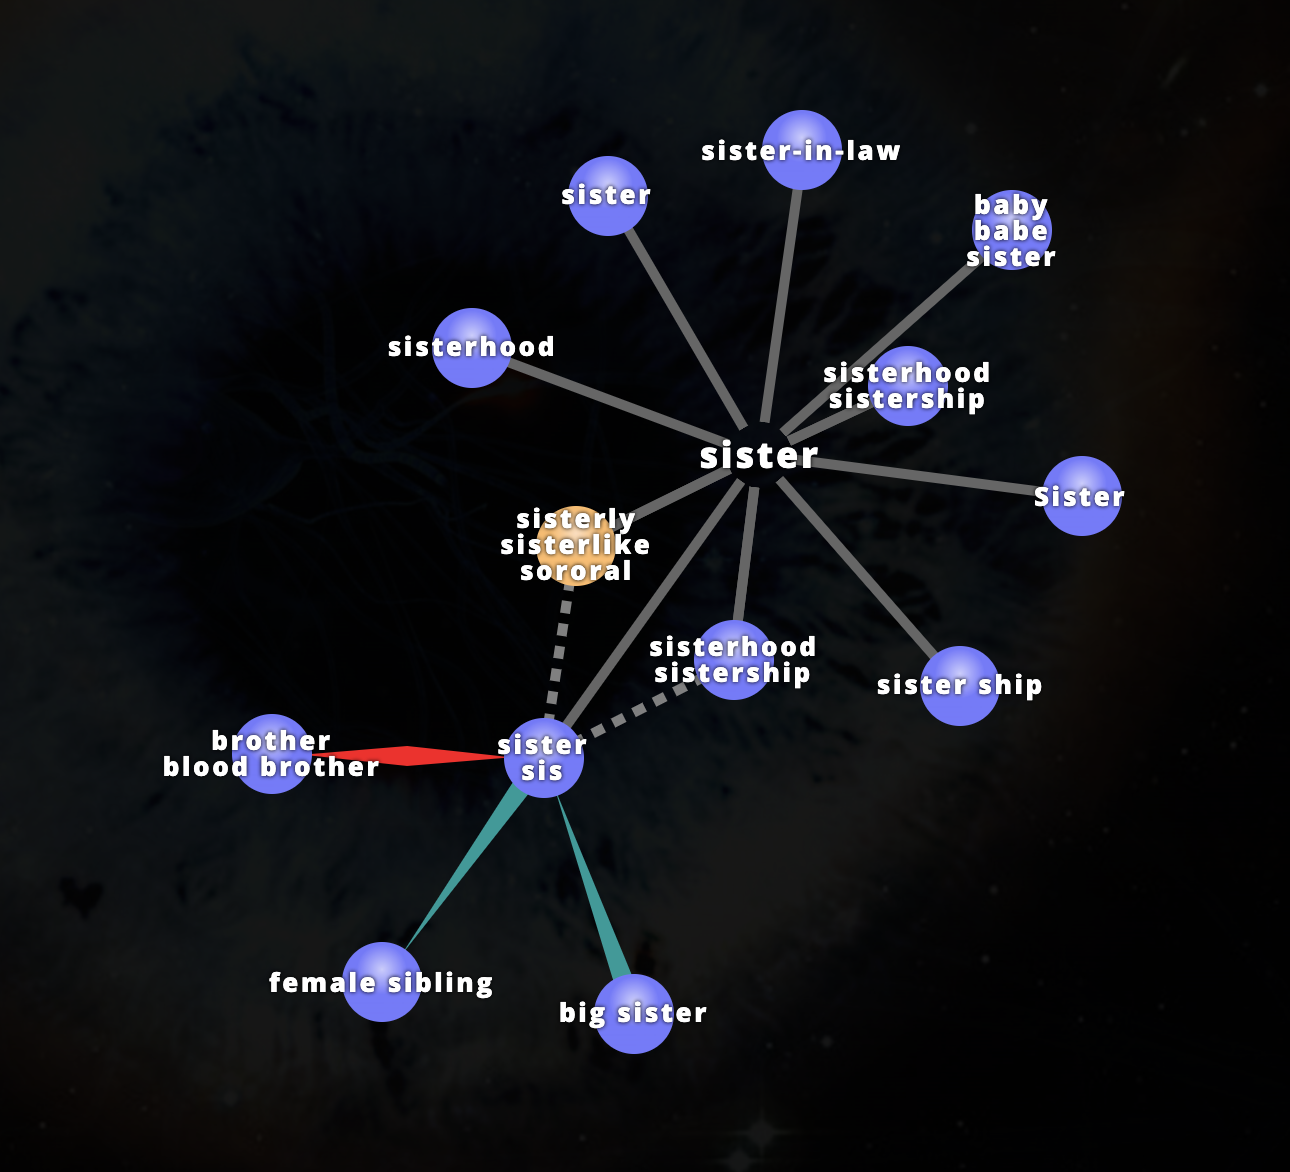 sister-in-law
sister
baby
babe
sister
sisterhood
sisterhood
sistership
sister
Sister
sisterly
sisterlike
sororal
sisterhood
sistership
sister ship
brother
blood brother
sister
sis
female sibling
big sister